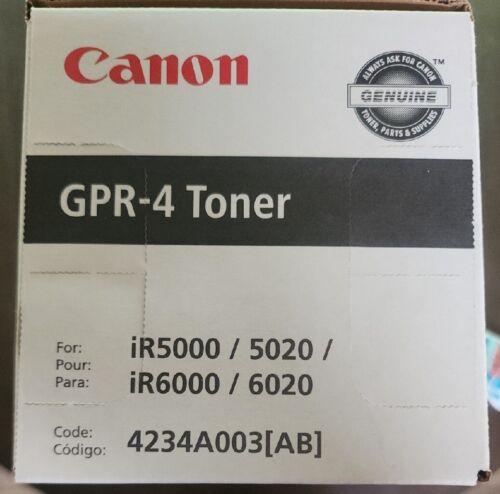 Canon
ALWAYS ASK FOR CANON
GENUINE
TONER, PARTS & SUPPLIES
™
GPR-4 Toner
For:
Pour:
Para:
iR5000 / 5020 /
iR6000 / 6020
Code:
Código:
4234A003[AB]